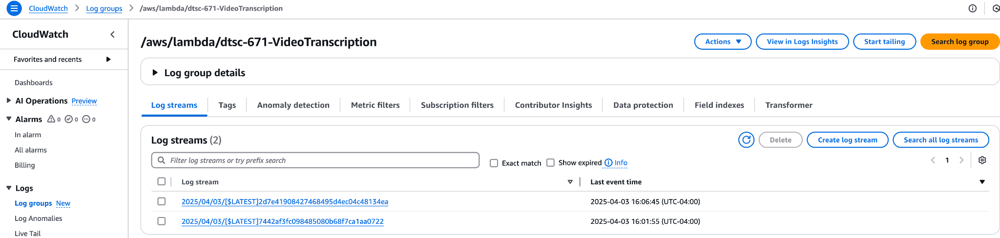 CloudWatch > Log groups > /aws/lambda/dtsc-671-VideoTranscription
CloudWatch
Favorites and recents
Dashboards
AI Operations Preview
Alarms 0 0 0
In alarm
All alarms
Billing
Logs
Log groups New
Log Anomalies
Live Tail
/aws/lambda/dtsc-671-VideoTranscription
Actions View in Logs Insights Start tailing Search log group
Log group details
Log streams Tags Anomaly detection Metric filters Subscription filters Contributor Insights Data protection Field indexes Transformer
Log streams (2)
Delete Create log stream Search all log streams
Filter log streams or try prefix search
Exact match Show expired Info
1
Log stream Last event time
2025/04/03/[$LATEST]2d7e41908427468495d4ec04c48134ea 2025-04-03 16:06:45 (UTC-04:00)
2025/04/03/[$LATEST]7442af3fc098485080b68f7ca1aa0722 2025-04-03 16:01:55 (UTC-04:00)